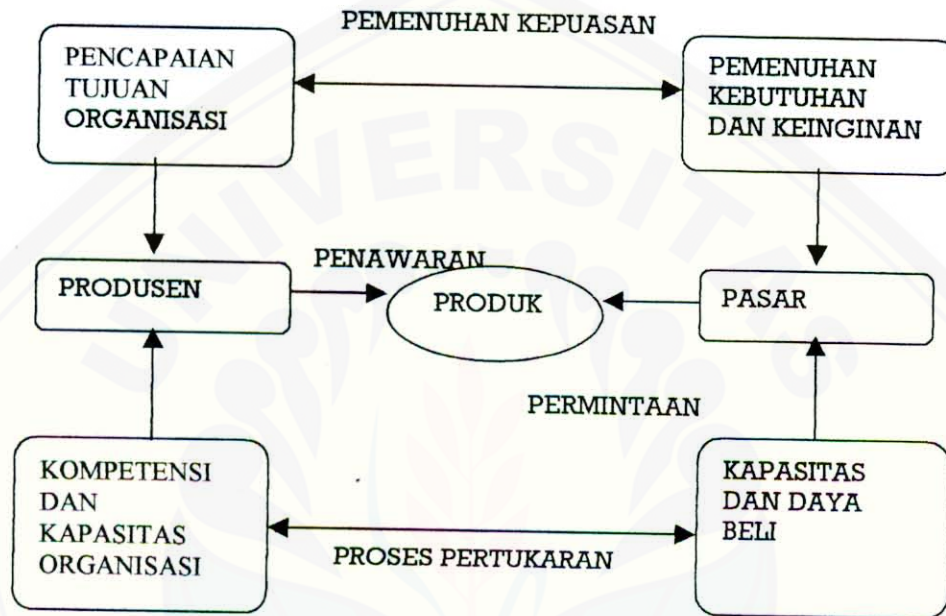 PEMENUHAN KEPUASAN
PENCAPAIAN
TUJUAN
ORGANISASI
PEMENUHAN
KEBUTUHAN
DAN KEINGINAN
PENAWARAN
PRODUSEN
PRODUK
PASAR
PERMINTAAN
KOMPETENSI
DAN
KAPASITAS
ORGANISASI
KAPASITAS
DAN DAYA
BELI
PROSES PERTUKARAN
UNIVERSITAS